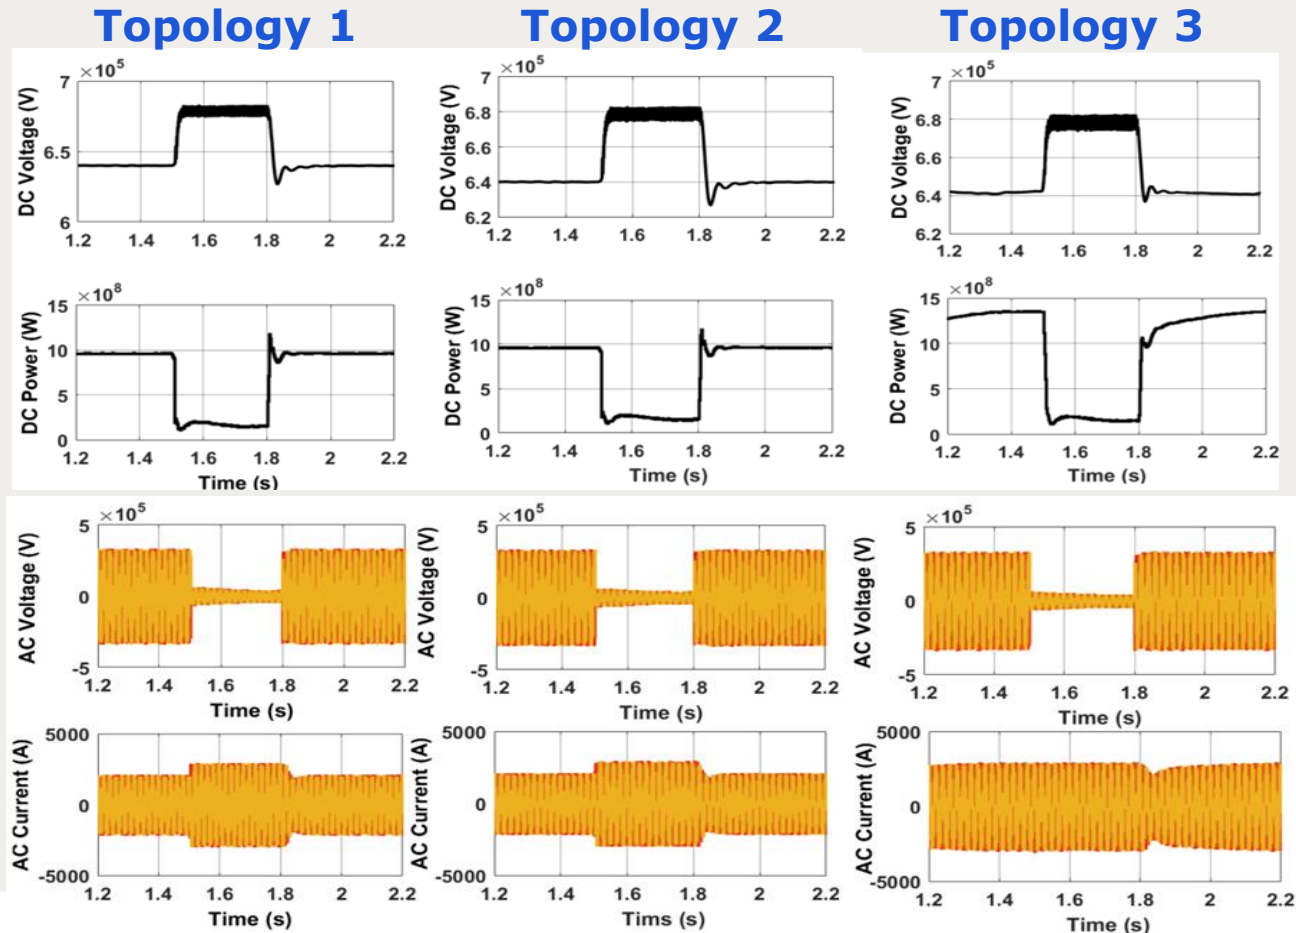 Topology 1
Topology 2
Topology 3
×10^5
7
6.5
6
DC Voltage (V)
1.2 1.4 1.6 1.8 2 2.2
×10^5
7
6.8
6.6
6.4
6.2
DC Voltage (V)
1.2 1.4 1.6 1.8 2 2.2
×10^5
7
6.8
6.6
6.4
6.2
DC Voltage (V)
1.2 1.4 1.6 1.8 2 2.2
×10^8
15
10
5
0
DC Power (W)
1.2 1.4 1.6 1.8 2 2.2
Time (s)
×10^8
15
10
5
0
DC Power (W)
1.2 1.4 1.6 1.8 2 2.2
Time (s)
×10^8
15
10
5
0
DC Power (W)
1.2 1.4 1.6 1.8 2 2.2
Time (s)
×10^5
5
0
-5
AC Voltage (V)
1.2 1.4 1.6 1.8 2 2.2
Time (s)
×10^5
5
0
-5
AC Voltage (V)
1.2 1.4 1.6 1.8 2 2.2
Time (s)
×10^5
5
0
-5
AC Voltage (V)
1.2 1.4 1.6 1.8 2 2.2
Time (s)
5000
0
-5000
AC Current (A)
1.2 1.4 1.6 1.8 2 2.2
Time (s)
5000
0
-5000
AC Current (A)
1.2 1.4 1.6 1.8 2 2.2
Tims (s)
5000
0
-5000
AC Current (A)
1.2 1.4 1.6 1.8 2 2.2
Time (s)